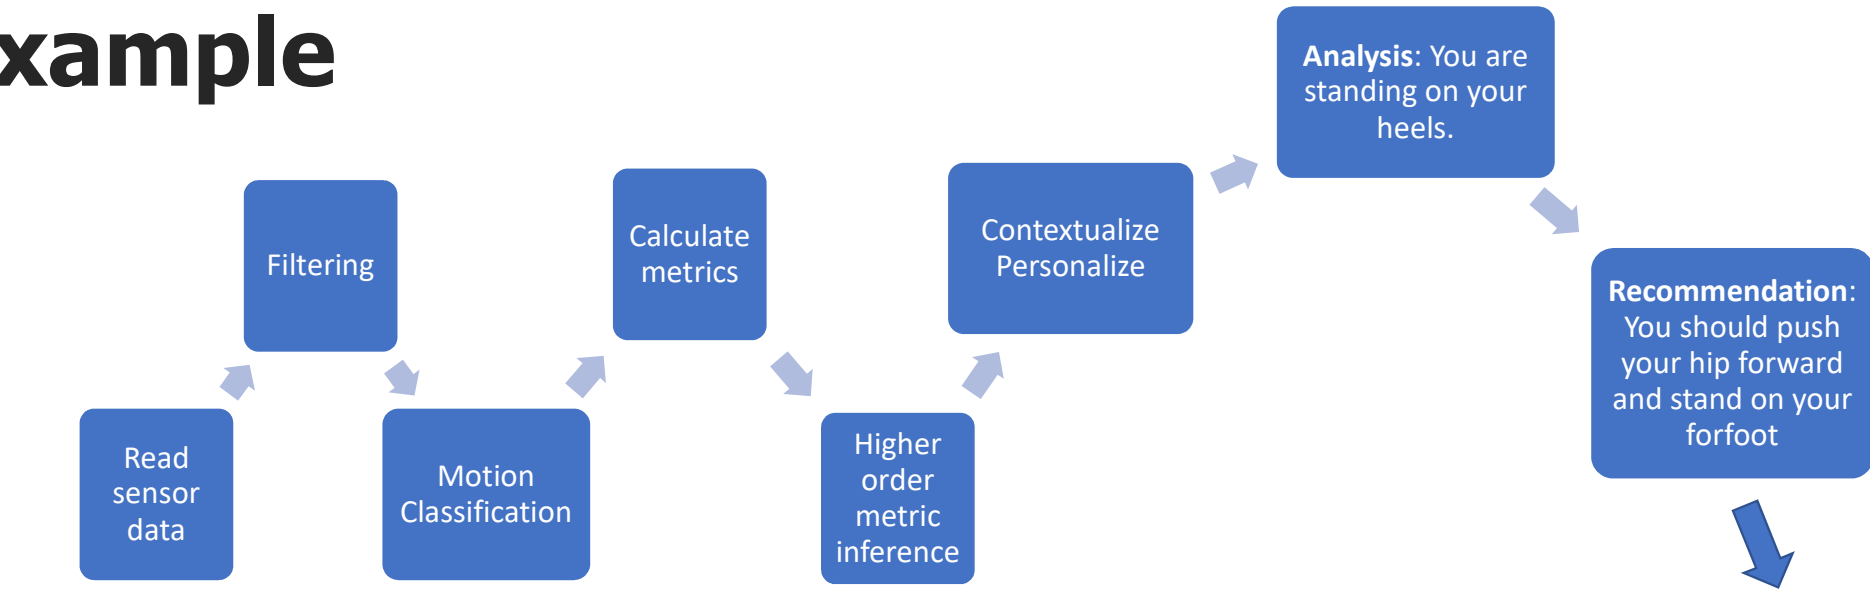 xample
Read
sensor
data
Filtering
Motion
Classification
Calculate
metrics
Higher
order
metric
inference
Contextualize
Personalize
Analysis: You are
standing on your
heels.
Recommendation:
You should push
your hip forward
and stand on your
forfoot